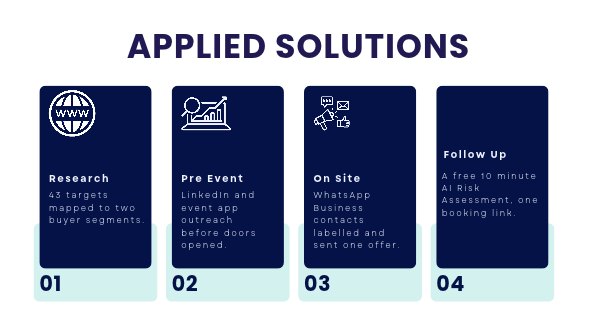 APPLIED SOLUTIONS
WWW
Research
43 targets
mapped to two
buyer segments.
01
Pre Event
LinkedIn and
event app
outreach
before doors
opened.
02
On Site
WhatsApp
Business
contacts
labelled and
sent one offer.
03
Follow Up
A free 10 minute
AI Risk
Assessment, one
booking link.
04